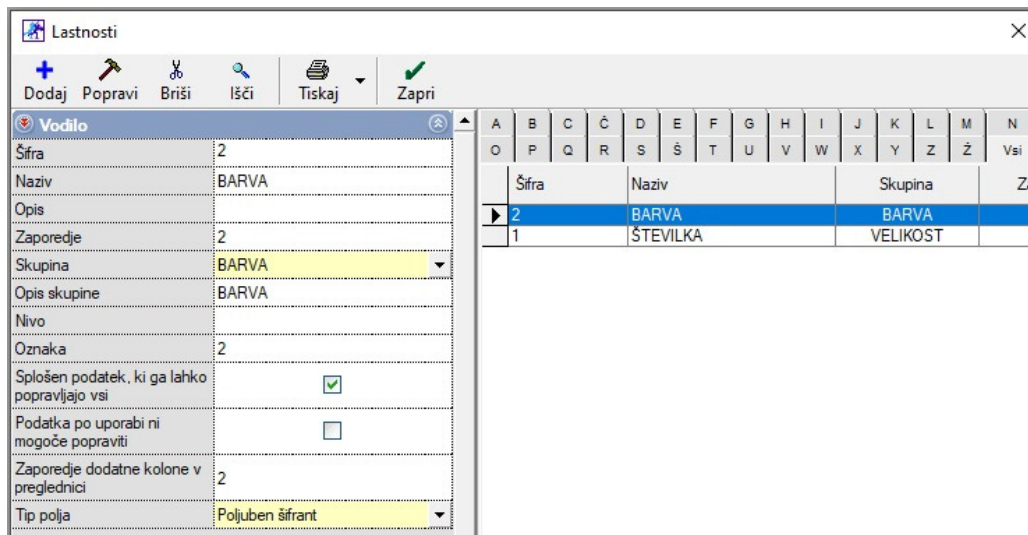 Lastnosti
Dodaj Popravi Briši Išči Tiskaj Zapri
Vodilo
Šifra 2
Naziv BARVA
Opis
Zaporedje 2
Skupina BARVA
Opis skupine BARVA
Nivo
Oznaka 2
Splošen podatek, ki ga lahko
popravljajo vsi
Podatka po uporabi ni
mogoče popraviti
Zaporedje dodatne kolone v
preglednici 2
Tip polja Poljuben šifrant
A B C Č D E F G H I J K L M N
O P Q R S Š T U V W X Y Z Ž Vsi
Šifra Naziv Skupina
2 BARVA BARVA
1 ŠTEVILKA VELIKOST